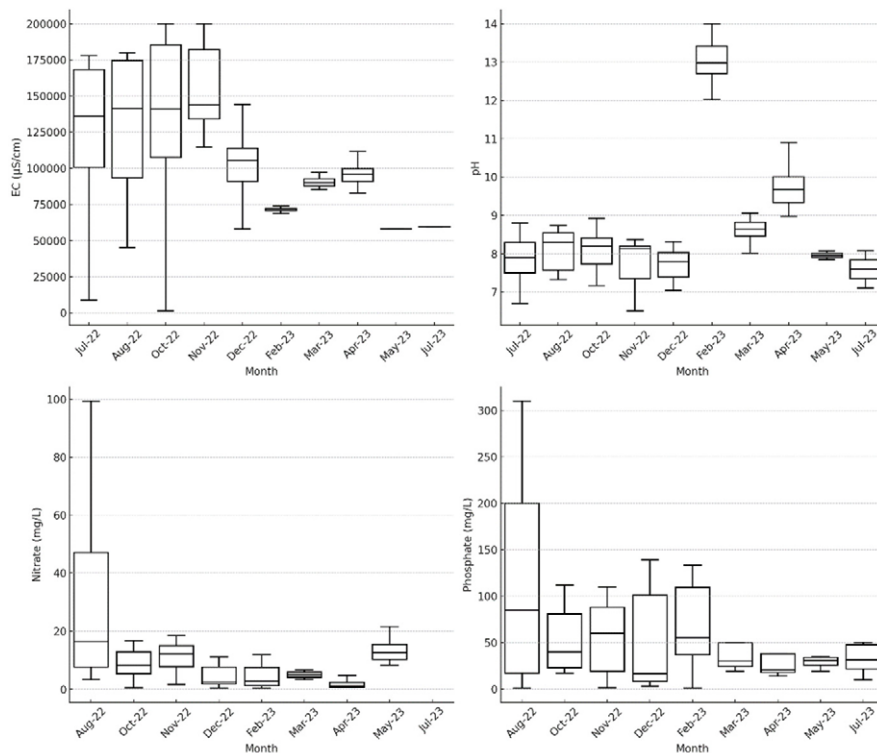 200000
175000
150000
125000
100000
75000
50000
25000
0
EC (µS/cm)
Jul-22
Aug-22
Oct-22
Nov-22
Dec-22
Feb-23
Mar-23
Apr-23
May-23
Jul-23
Month
14
13
12
11
10
9
8
7
pH
Jul-22
Aug-22
Oct-22
Nov-22
Dec-22
Feb-23
Mar-23
Apr-23
May-23
Jul-23
Month
100
80
60
40
20
0
Nitrate (mg/L)
Aug-22
Oct-22
Nov-22
Dec-22
Feb-23
Mar-23
Apr-23
May-23
Jul-23
Month
300
250
200
150
100
50
0
Phosphate (mg/L)
Aug-22
Oct-22
Nov-22
Dec-22
Feb-23
Mar-23
Apr-23
May-23
Jul-23
Month